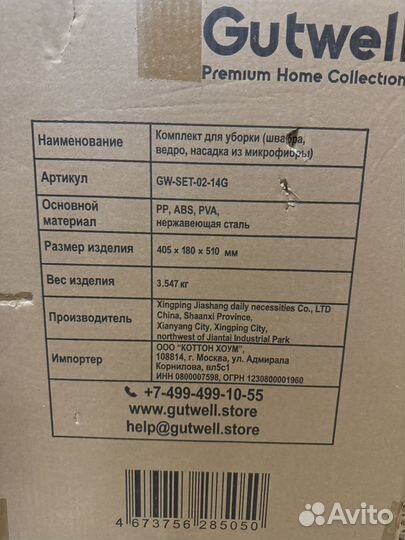 Gutwell
Premium Home Collection
Наименование
Комплект для уборки (швабра,
ведро, насадка из микрофибры)
Артикул
GW-SET-02-14G
Основной
материал
PP, ABS, PVA,
нержавеющая сталь
Размер изделия
405 x 180 x 510 мм
Вес изделия
3.547 кг
Производитель
Xingping Jiashang daily necessities Co., LTD
China, Shaanxi Province,
Xianyang City, Xingping City,
northwest of Jiantai Industrial Park
Импортер
ООО "КОТТОН ХОУМ",
108814, г. Москва, ул. Адмирала
Корнилова, вл5с1
ИНН 0800007598, ОГРН 1230800001960
+7-499-499-10-55
www.gutwell.store
help@gutwell.store
4 673756 285050
Avito